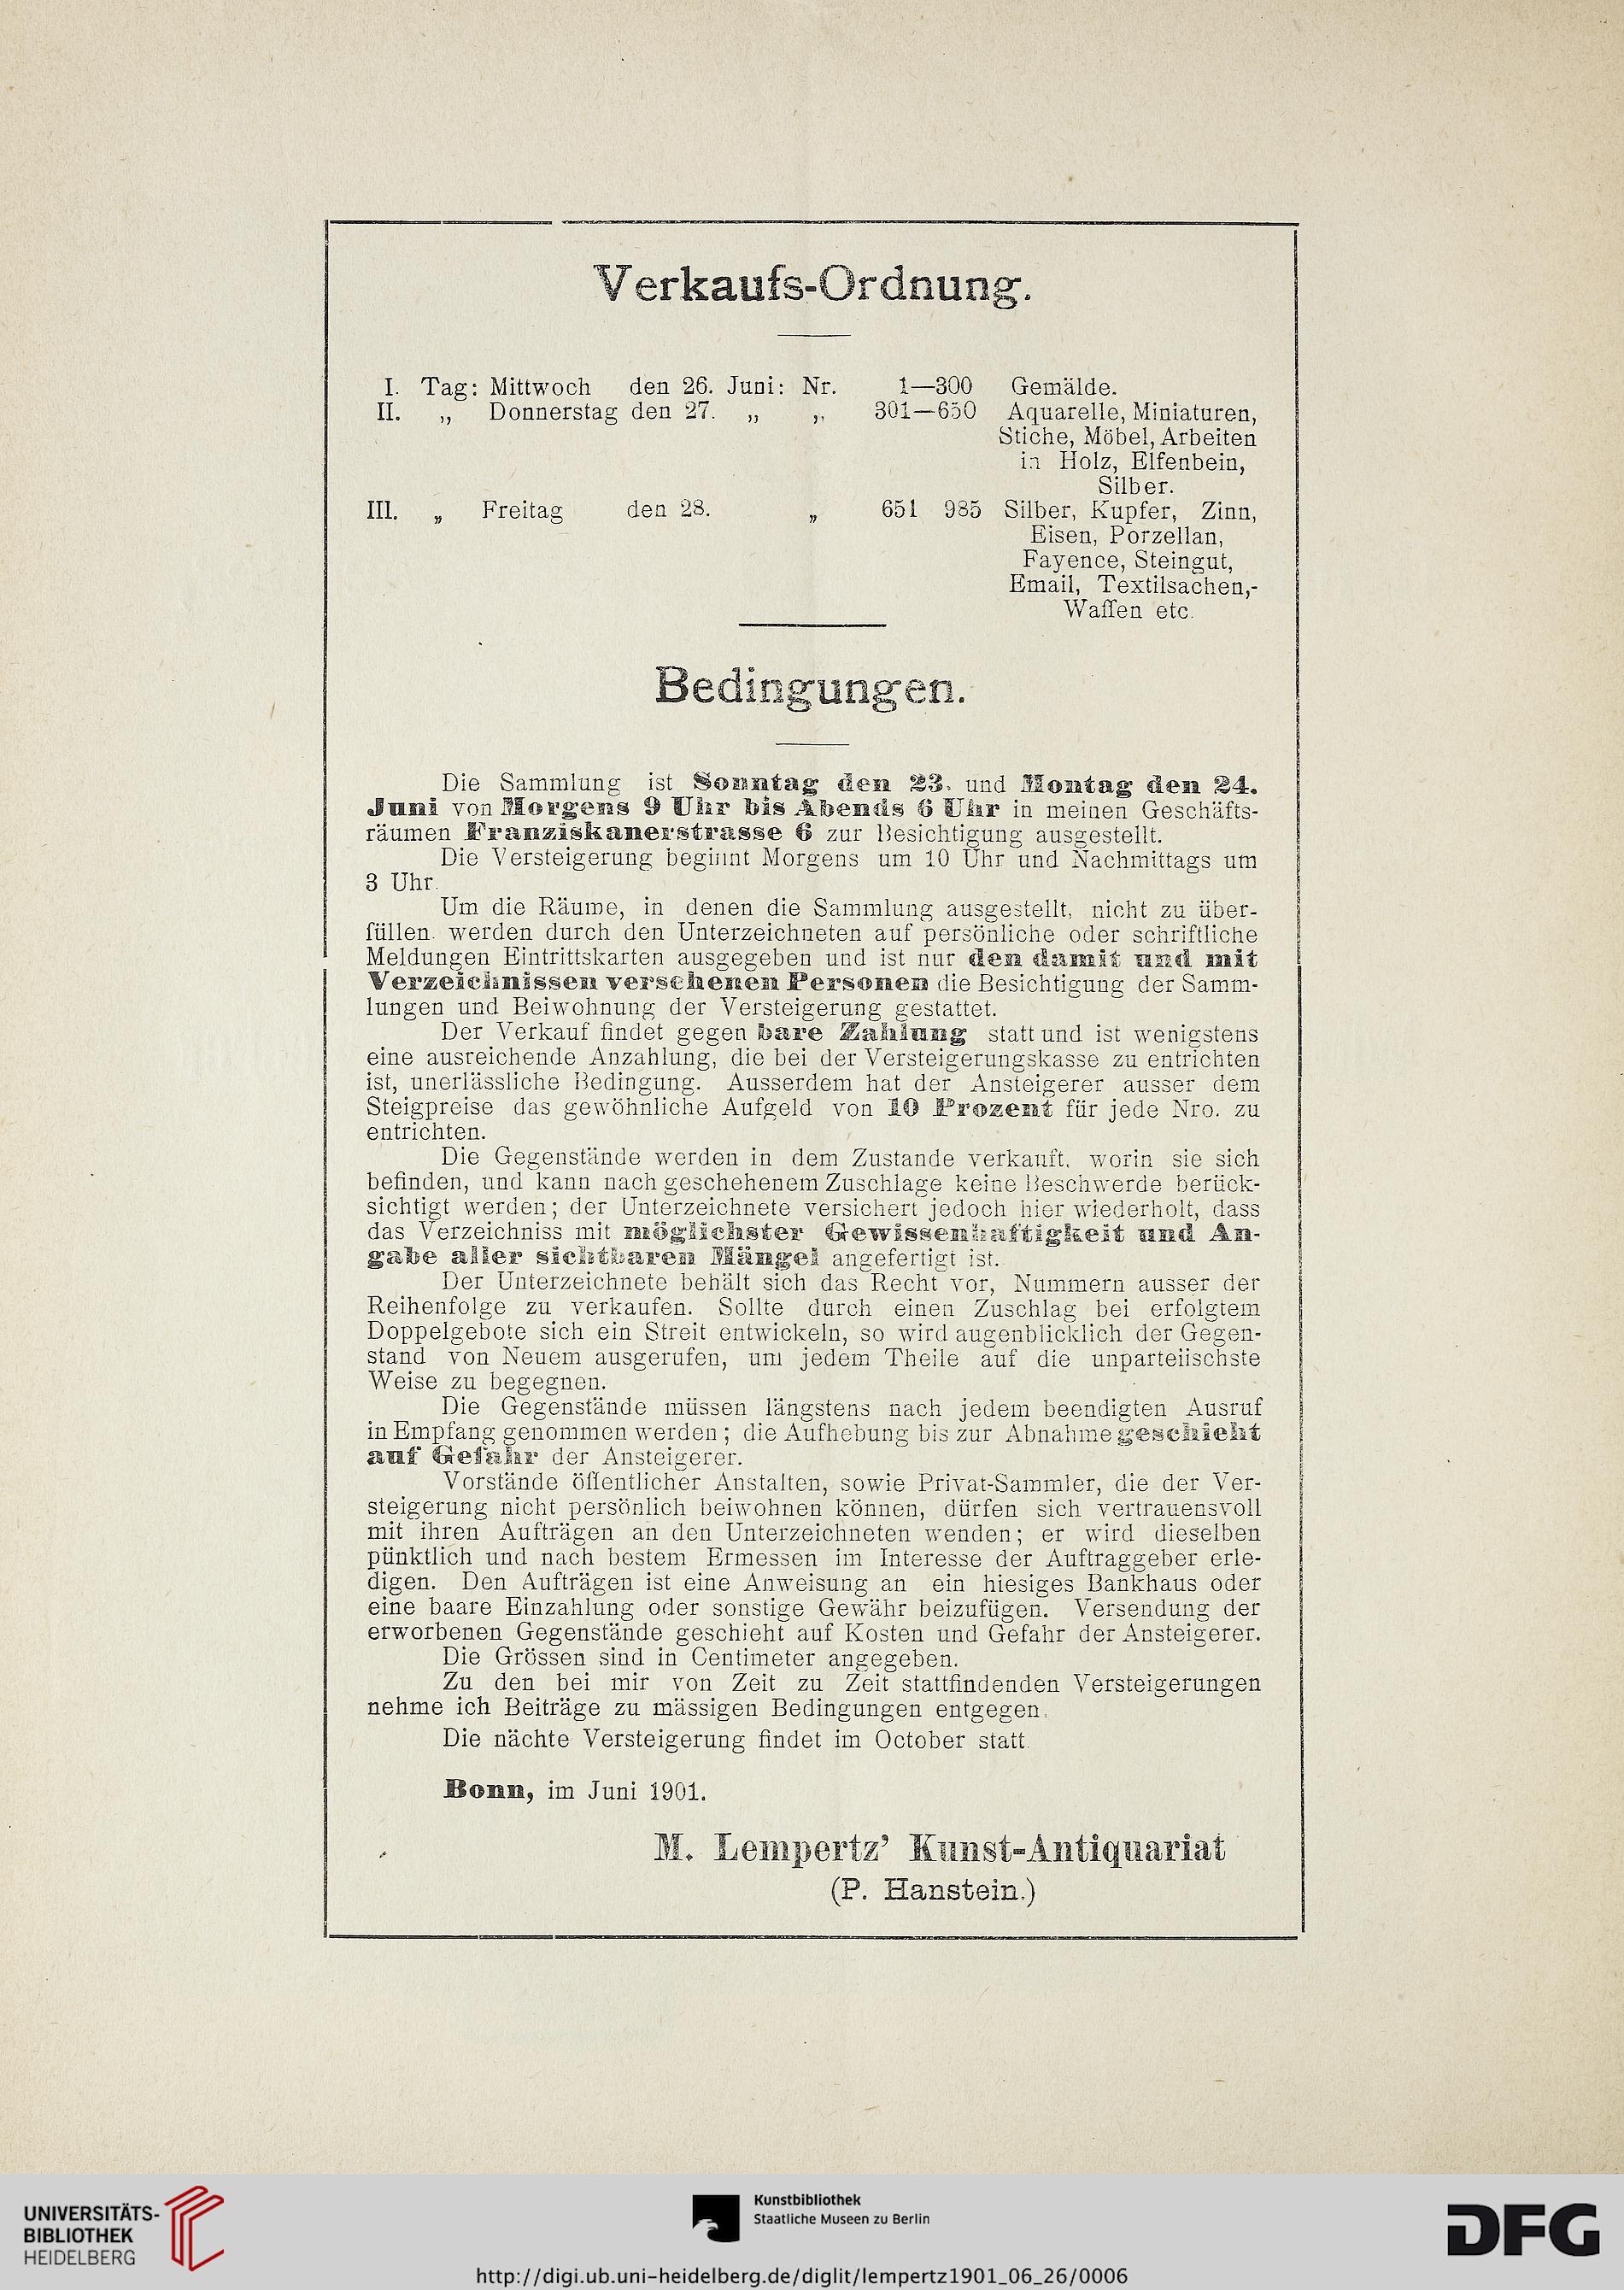 Verkaufs-Ordnung.
I. Tag: Mittwoch den 26. Juni: Nr. 1—300 Gemälde.
II. „ Donnerstag den 27. „ „ 301—650 Aquarelle, Miniaturen,
Stiche, Möbel, Arbeiten
in Holz, Elfenbein,
Silber.
III. „ Freitag den 28. „ 651 985 Silber, Kupfer, Zinn,
Eisen, Porzellan,
Fayence, Steingut,
Email, Textilsachen,-
Waffen etc.
Bedingungen.
Die Sammlung ist Sonntag den 23. und Montag den 24.
Juni von Morgens 9 Uhr bis Abends 6 Uhr in meinen Geschäfts-
räumen Franziskanerstrasse 6 zur Besichtigung ausgestellt.
Die Versteigerung beginnt Morgens um 10 Uhr und Nachmittags um
3 Uhr.
Um die Räume, in denen die Sammlung ausgestellt, nicht zu über-
füllen. werden durch den Unterzeichneten auf persönliche oder schriftliche
Meldungen Eintrittskarten ausgegeben und ist nur den damit und mit
Verzeichnissen versehenen Personen die Besichtigung der Samm-
lungen und Beiwohnung der Versteigerung gestattet.
Der Verkauf findet gegen bare Zahlung statt und ist wenigstens
eine ausreichende Anzahlung, die bei der Versteigerungskasse zu entrichten
ist, unerlässliche Bedingung. Ausserdem hat der Ansteigerer ausser dem
Steigpreise das gewöhnliche Aufgeld von 10 Prozent für jede Nro. zu
entrichten.
Die Gegenstände werden in dem Zustande verkauft, worin sie sich
befinden, und kann nach geschehenem Zuschlage keine Beschwerde berück-
sichtigt werden; der Unterzeichnete versichert jedoch hier wiederholt, dass
das Verzeichniss mit möglichster Gewissenhaftigkeit und An-
gabe aller sichtbaren Mängel angefertigt ist.
Der Unterzeichnete behält sich das Recht vor, Nummern ausser der
Reihenfolge zu verkaufen. Sollte durch einen Zuschlag bei erfolgtem
Doppelgebote sich ein Streit entwickeln, so wird augenblicklich der Gegen-
stand von Neuem ausgerufen, um jedem Theile auf die unparteiischste
Weise zu begegnen.
Die Gegenstände müssen längstens nach jedem beendigten Ausruf
in Empfang genommen werden; die Aufhebung bis zur Abnahme geschieht
auf Gefahr der Ansteigerer.
Vorstände öffentlicher Anstalten, sowie Privat-Sammler, die der Ver-
steigerung nicht persönlich beiwohnen können, dürfen sich vertrauensvoll
mit ihren Aufträgen an den Unterzeichneten wenden; er wird dieselben
pünktlich und nach bestem Ermessen im Interesse der Auftraggeber erle-
digen. Den Aufträgen ist eine Anweisung an ein hiesiges Bankhaus oder
eine baare Einzahlung oder sonstige Gewähr beizufügen. Versendung der
erworbenen Gegenstände geschieht auf Kosten und Gefahr der Ansteigerer.
Die Grössen sind in Centimeter angegeben.
Zu den bei mir von Zeit zu Zeit stattfindenden Versteigerungen
nehme ich Beiträge zu mässigen Bedingungen entgegen.
Die nächte Versteigerung findet im October statt.
Bonn, im Juni 1901.
M. Lempertz' Kunst-Antiquariat
(P. Hanstein.)
UNIVERSITÄTS-
BIBLIOTHEK
HEIDELBERG
Kunstbibliothek
Staatliche Museen zu Berlin
DFG
http://digi.ub.uni-heidelberg.de/diglit/lempertz1901_06_26/0006